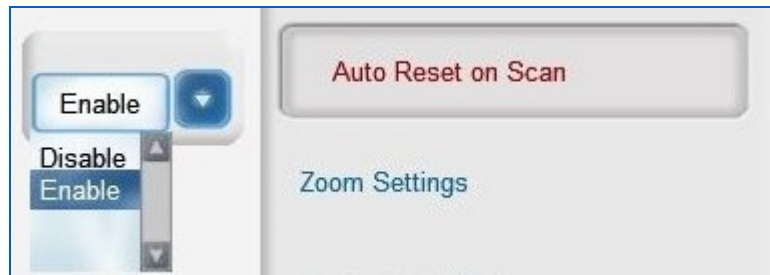 Enable
Disable
Enable
Auto Reset on Scan
Zoom Settings